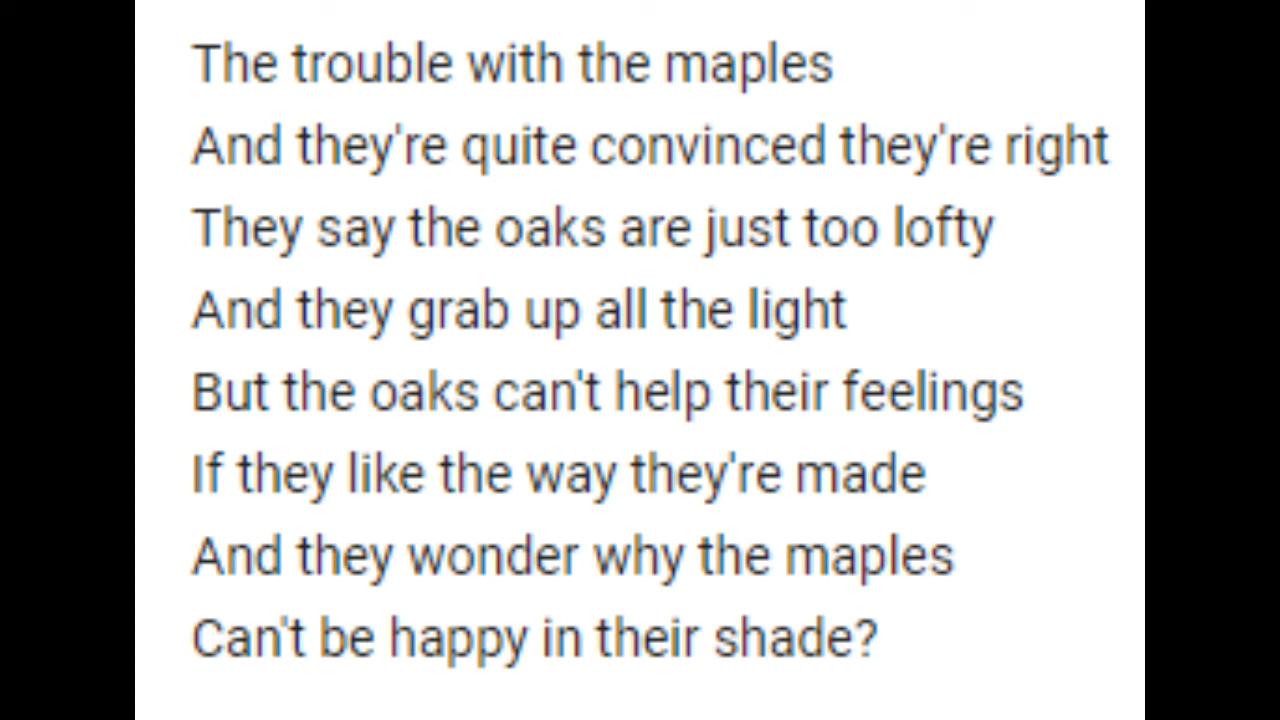 The trouble with the maples
And they're quite convinced they're right
They say the oaks are just too lofty
And they grab up all the light
But the oaks can't help their feelings
If they like the way they're made
And they wonder why the maples
Can't be happy in their shade?